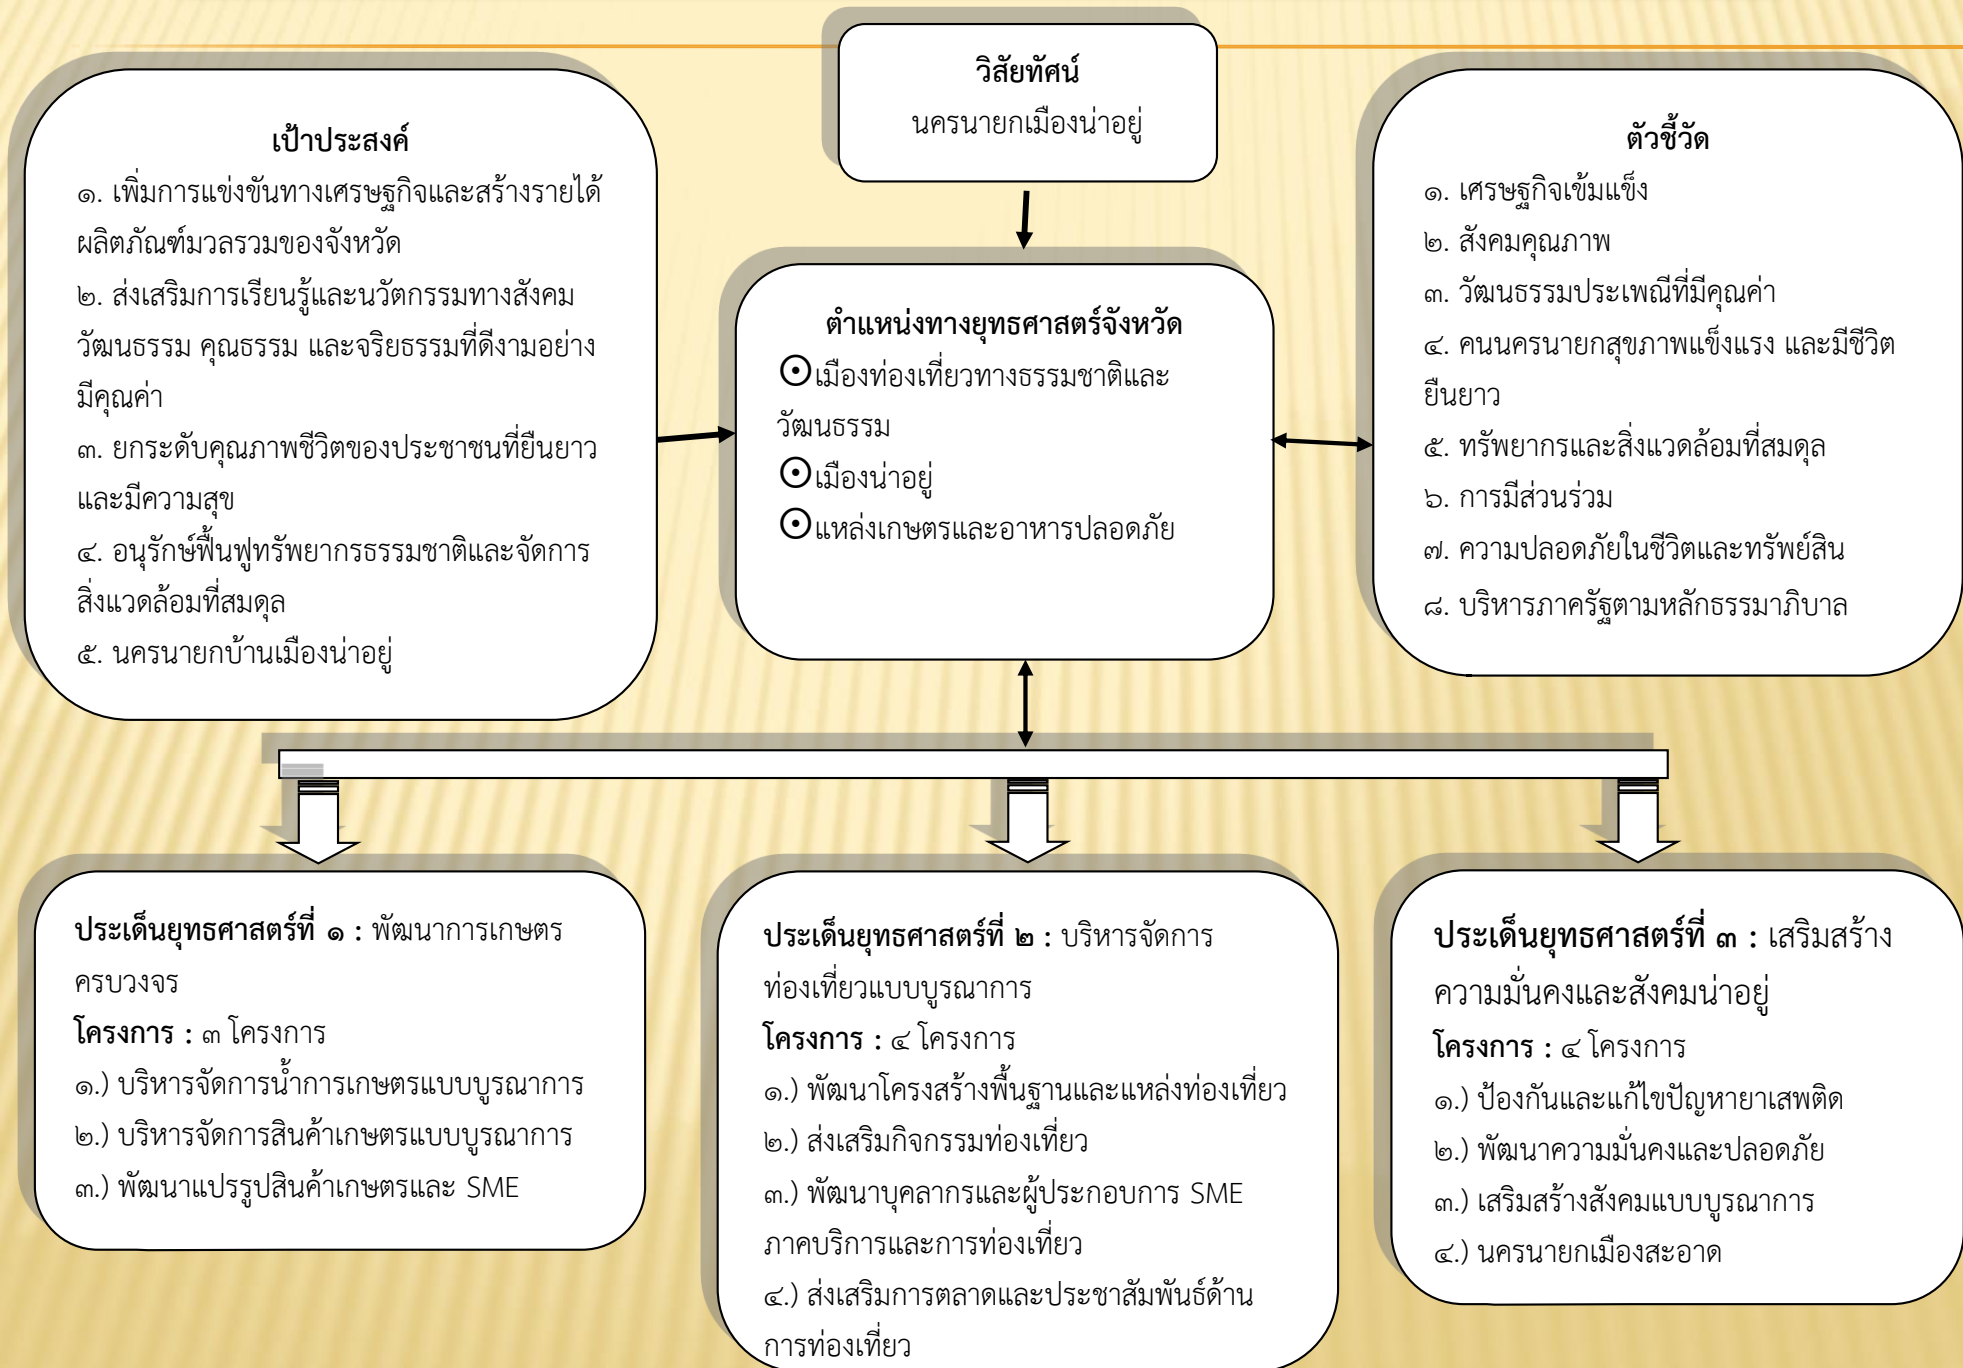 วิสัยทัศน์
นครนายกเมืองน่าอยู่
เป้าประสงค์
๑. เพิ่มการแข่งขันทางเศรษฐกิจและสร้างรายได้
ผลิตภัณฑ์มวลรวมของจังหวัด
๒. ส่งเสริมการเรียนรู้และนวัตกรรมทางสังคม
วัฒนธรรม คุณธรรม และจริยธรรมที่ดีงามอย่าง
มีคุณค่า
๓. ยกระดับคุณภาพชีวิตของประชาชนที่ยืนยาว
และมีความสุข
๔. อนุรักษ์ฟื้นฟูทรัพยากรธรรมชาติและจัดการ
สิ่งแวดล้อมที่สมดุล
๕. นครนายกบ้านเมืองน่าอยู่
ตำแหน่งทางยุทธศาสตร์จังหวัด
⊙เมืองท่องเที่ยวทางธรรมชาติและ
วัฒนธรรม
⊙เมืองน่าอยู่
⊙แหล่งเกษตรและอาหารปลอดภัย
ตัวชี้วัด
๑. เศรษฐกิจเข้มแข็ง
๒. สังคมคุณภาพ
๓. วัฒนธรรมประเพณีที่มีคุณค่า
๔. คนนครนายกสุขภาพแข็งแรง และมีชีวิต
ยืนยาว
๕. ทรัพยากรและสิ่งแวดล้อมที่สมดุล
๖. การมีส่วนร่วม
๗. ความปลอดภัยในชีวิตและทรัพย์สิน
๘. บริหารภาครัฐตามหลักธรรมาภิบาล
ประเด็นยุทธศาสตร์ที่ ๑ : พัฒนาการเกษตร
ครบวงจร
โครงการ : ๓ โครงการ
๑.) บริหารจัดการน้ำการเกษตรแบบบูรณาการ
๒.) บริหารจัดการสินค้าเกษตรแบบบูรณาการ
๓.) พัฒนาแปรรูปสินค้าเกษตรและ SME
ประเด็นยุทธศาสตร์ที่ ๒ : บริหารจัดการ
ท่องเที่ยวแบบบูรณาการ
โครงการ : ๔ โครงการ
๑.) พัฒนาโครงสร้างพื้นฐานและแหล่งท่องเที่ยว
๒.) ส่งเสริมกิจกรรมท่องเที่ยว
๓.) พัฒนาบุคลากรและผู้ประกอบการ SME
ภาคบริการและการท่องเที่ยว
๔.) ส่งเสริมการตลาดและประชาสัมพันธ์ด้าน
การท่องเที่ยว
ประเด็นยุทธศาสตร์ที่ ๓ : เสริมสร้าง
ความมั่นคงและสังคมน่าอยู่
โครงการ : ๔ โครงการ
๑.) ป้องกันและแก้ไขปัญหายาเสพติด
๒.) พัฒนาความมั่นคงและปลอดภัย
๓.) เสริมสร้างสังคมแบบบูรณาการ
๔.) นครนายกเมืองสะอาด